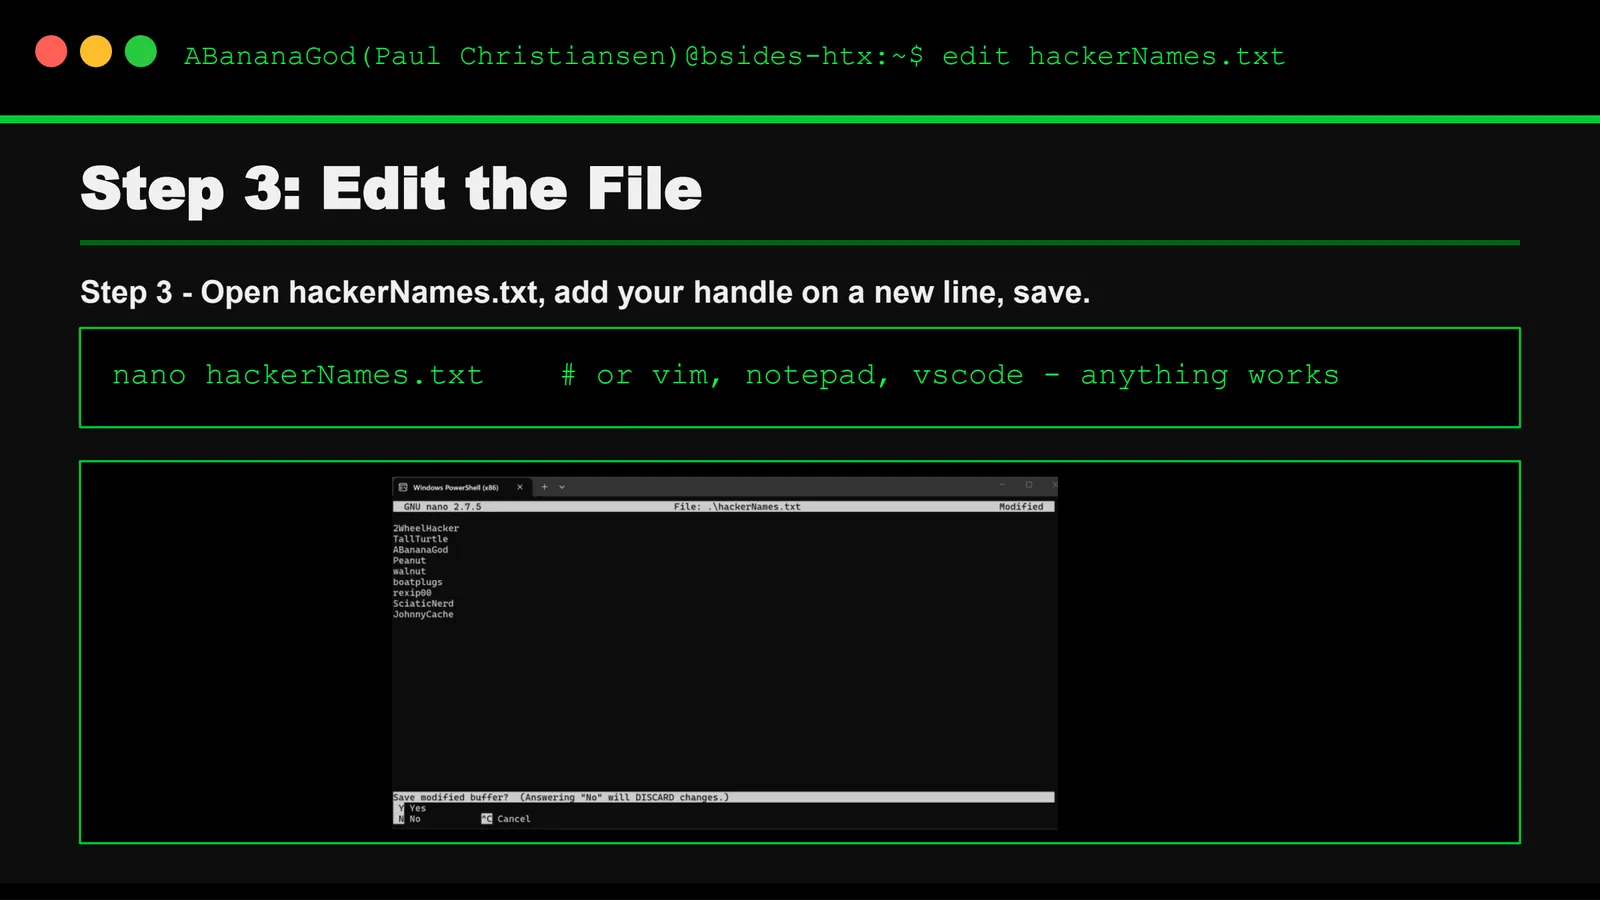 ABananaGod(Paul Christiansen)@bsides-htx:~$ edit hackerNames.txt
Step 3: Edit the File
Step 3 - Open hackerNames.txt, add your handle on a new line, save.
nano hackerNames.txt    # or vim, notepad, vscode - anything works
Windows PowerShell (x86)
GNU nano 2.7.5    File: .\hackerNames.txt    Modified
2WheelHacker
TallTurtle
ABananaGod
Peanut
walnut
boatplugs
rexip00
SciaticNerd
JohnnyCache
Save modified buffer?  (Answering "No" will DISCARD changes.)
Y Yes
N No    ^C Cancel